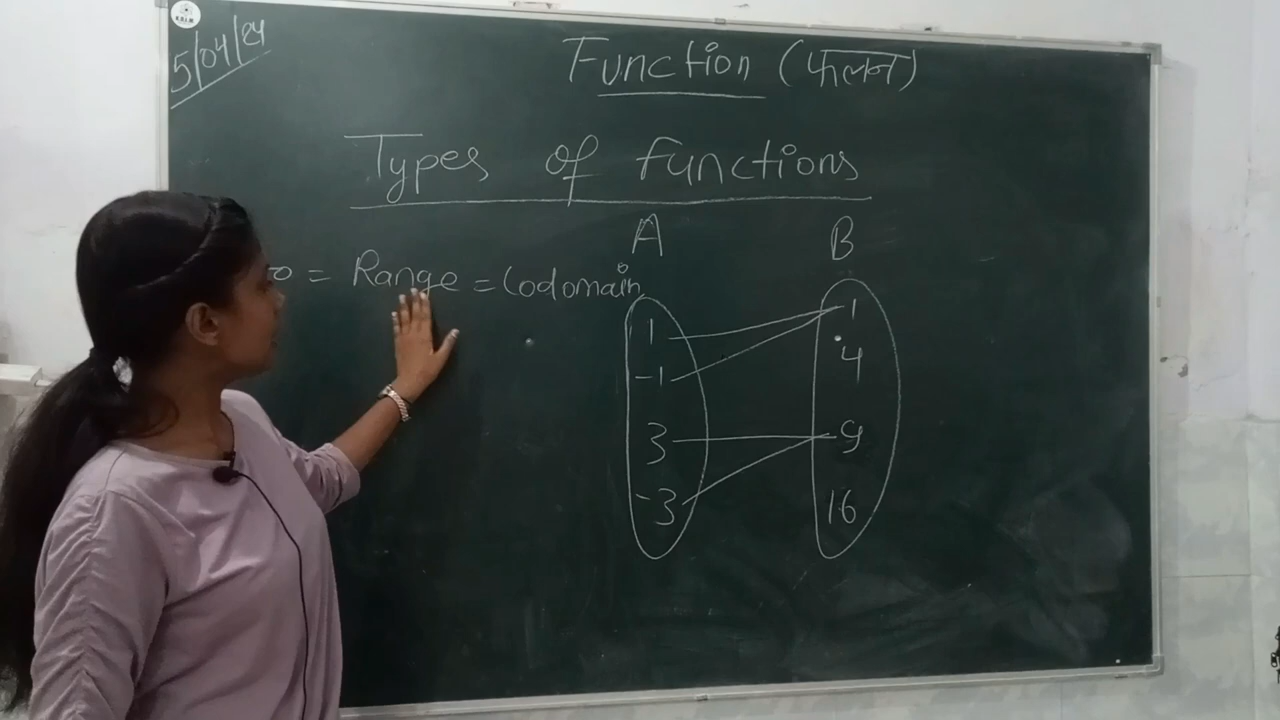 5/04/24
Function (फलन)
Types of functions
A B
= Range = Codomain
1 1
-1 4
3 9
-3 16